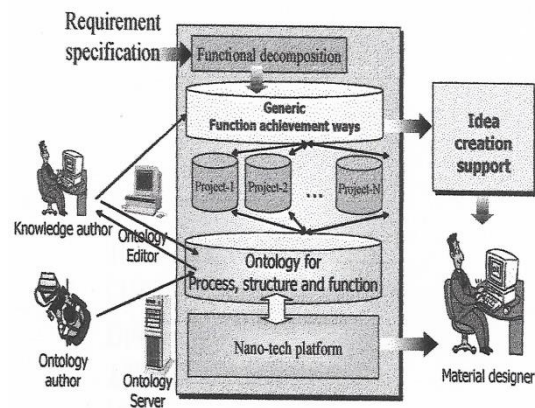 Requirement
specification
Functional decomposition
Generic
Function achievement ways
Idea
creation
support
Project-1
Project-2
...
Project-N
Knowledge author
Ontology
Editor
Ontology for
Process, structure and function
Ontology
author
Ontology
Server
Nano-tech platform
Material designer